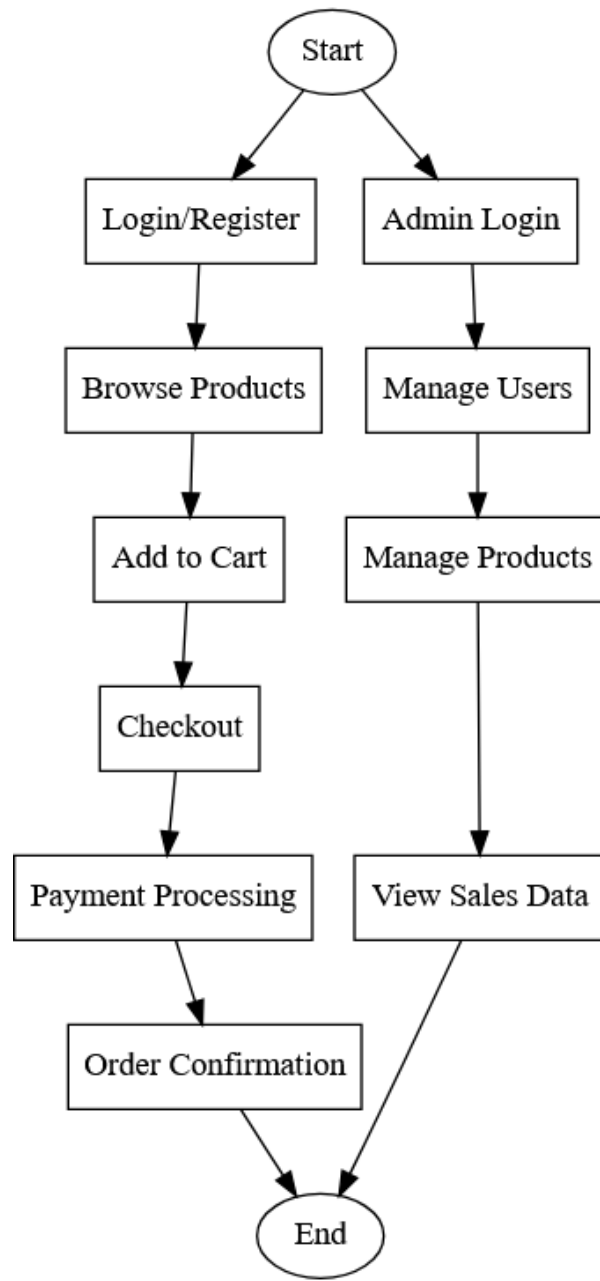 Start
Login/Register
Admin Login
Browse Products
Manage Users
Add to Cart
Manage Products
Checkout
Payment Processing
View Sales Data
Order Confirmation
End